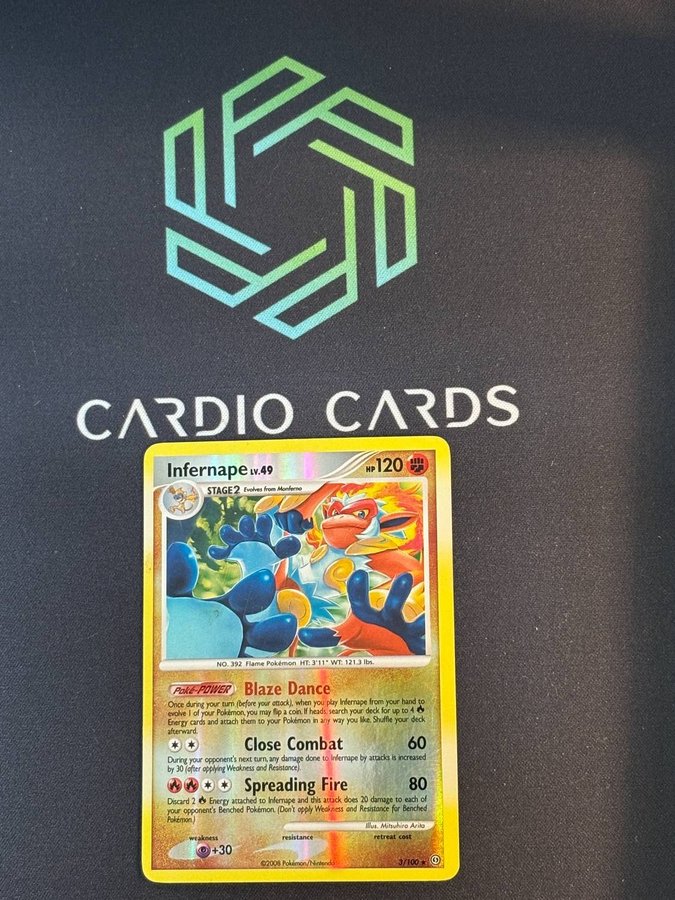 CARDIO CARDS
Infernape LV.49 HP 120
STAGE2 Evolves from Monferno
NO. 392 Flame Pokémon HT: 3'11" WT: 121.3 lbs.
Poké-POWER Blaze Dance
Once during your turn (before your attack), when you play Infernape from your hand to
evolve 1 of your Pokémon, you may flip a coin. If heads, search your deck for up to 4
Energy cards and attach them to your Pokémon in any way you like. Shuffle your deck
afterward.
Close Combat 60
During your opponent's next turn, any damage done to Infernape by attacks is increased
by 30 (after applying Weakness and Resistance).
Spreading Fire 80
Discard 2 Energy attached to Infernape and this attack does 20 damage to each of
your opponent's Benched Pokémon. (Don't apply Weakness and Resistance for Benched
Pokémon.)
Illus. Mitsuhiro Arita
weakness resistance retreat cost
+30
©2008 Pokémon/Nintendo 3/100 ★